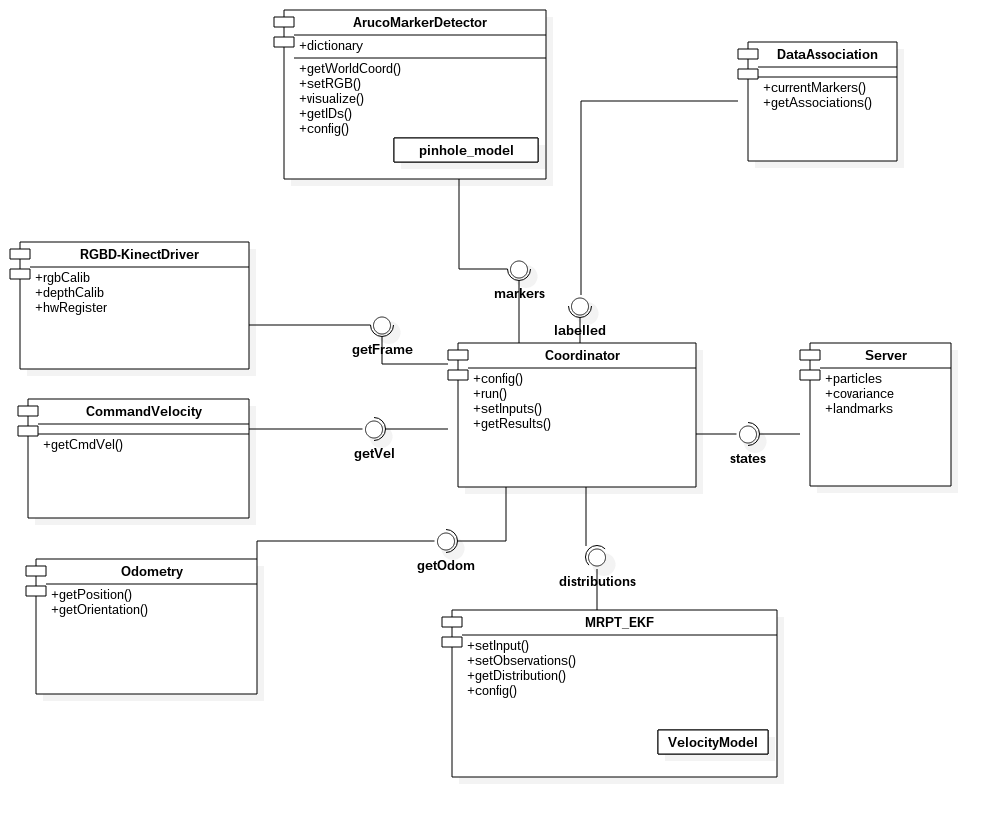 ArucoMarkerDetector
+dictionary
+getWorldCoord()
+setRGB()
+visualize()
+getIDs()
+config()
pinhole_model
DataAssociation
+currentMarkers()
+getAssociations()
RGBD-KinectDriver
+rgbCalib
+depthCalib
+hwRegister
markers
labelled
getFrame
Coordinator
+config()
+run()
+setInputs()
+getResults()
Server
+particles
+covariance
+landmarks
CommandVelocity
+getCmdVel()
getVel
states
Odometry
+getPosition()
+getOrientation()
getOdom
distributions
MRPT_EKF
+setInput()
+setObservations()
+getDistribution()
+config()
VelocityModel